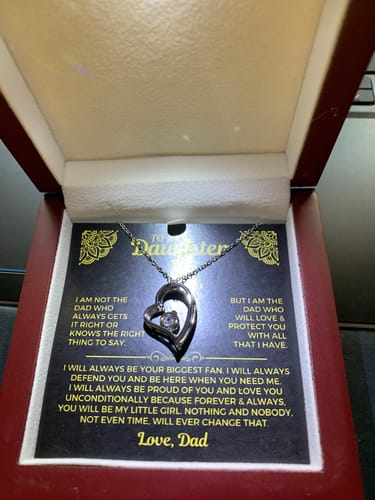 TO MY
Daughter
I AM NOT THE
DAD WHO
ALWAYS GETS
IT RIGHT OR
KNOWS THE RIGHT
THING TO SAY.
BUT I AM THE
DAD WHO
WILL LOVE &
PROTECT YOU
WITH ALL
THAT I HAVE.
I WILL ALWAYS BE YOUR BIGGEST FAN. I WILL ALWAYS
DEFEND YOU AND BE HERE WHEN YOU NEED ME.
I WILL ALWAYS BE PROUD OF YOU AND LOVE YOU
UNCONDITIONALLY BECAUSE FOREVER & ALWAYS,
YOU WILL BE MY LITTLE GIRL. NOTHING AND NOBODY,
NOT EVEN TIME, WILL EVER CHANGE THAT.
Love, Dad